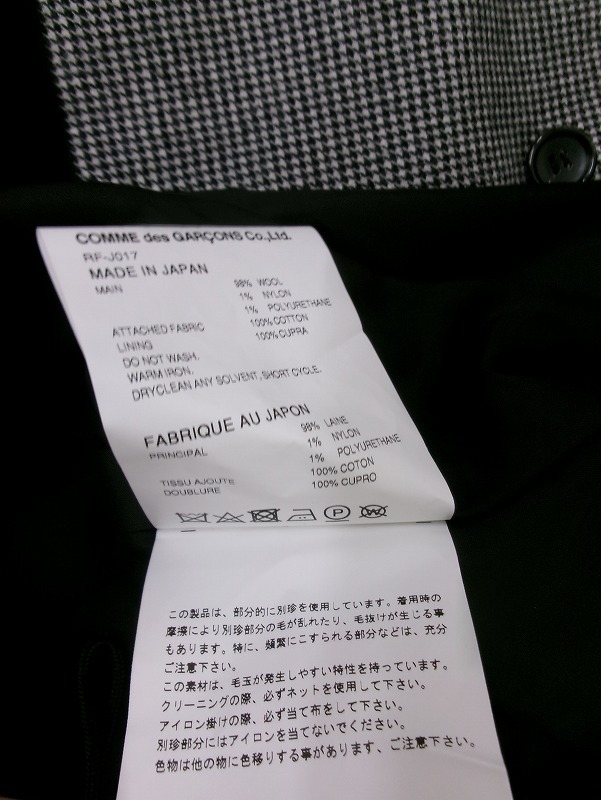 COMME des GARÇONS Co.,Ltd.
RF-J017
MADE IN JAPAN
MAIN 98% WOOL
1% NYLON
1% POLYURETHANE
ATTACHED FABRIC 100% COTTON
LINING 100% CUPRA
DO NOT WASH.
WARM IRON.
DRYCLEAN ANY SOLVENT, SHORT CYCLE.
FABRIQUE AU JAPON
PRINCIPAL 98% LAINE
1% NYLON
1% POLYURETHANE
TISSU AJOUTE 100% COTON
DOUBLURE 100% CUPRO
P
W
この製品は、部分的に別珍を使用しています。着用時の
摩擦により別珍部分の毛が乱れたり、毛抜けが生じる事
もあります。特に、頻繁にこすられる部分などは、充分
ご注意下さい。
この素材は、毛玉が発生しやすい特性を持っています。
クリーニングの際、必ずネットを使用して下さい。
アイロン掛けの際、必ず当て布をして下さい。
別珍部分にはアイロンを当てないでください。
色物は他の物に色移りする事があります、ご注意下さい。